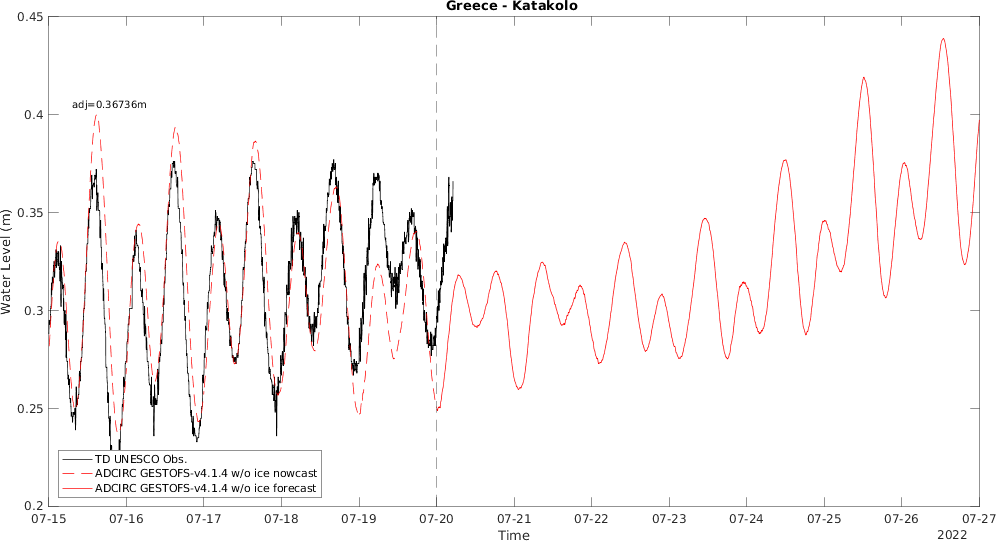 Greece - Katakolo
0.45
0.4
0.35
0.3
0.25
0.2
Water Level (m)
adj=0.36736m
TD UNESCO Obs.
ADCIRC GESTOFS-v4.1.4 w/o ice nowcast
ADCIRC GESTOFS-v4.1.4 w/o ice forecast
07-15 07-16 07-17 07-18 07-19 07-20 07-21 07-22 07-23 07-24 07-25 07-26 07-27
Time
2022